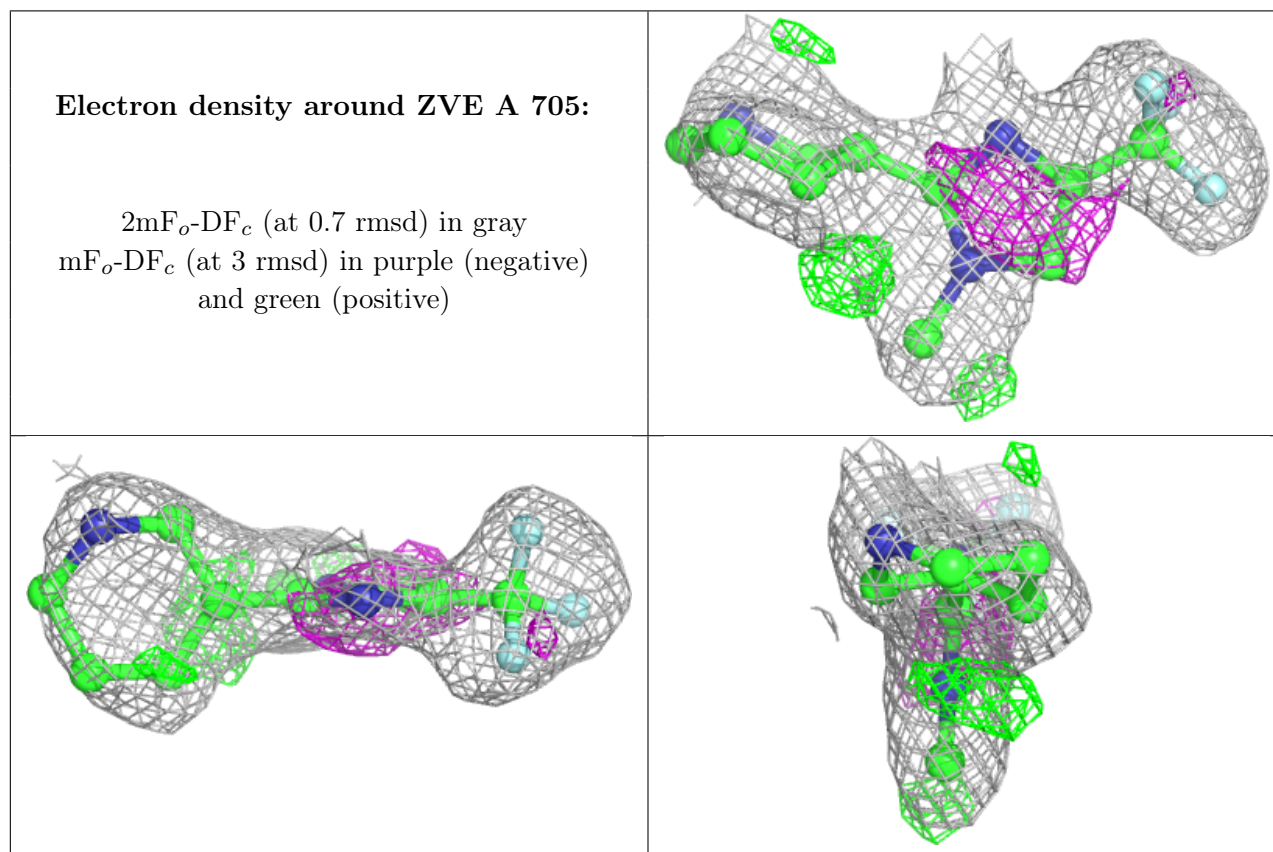 Electron density around ZVE A 705:
2mFo-DFc (at 0.7 rmsd) in gray
mFo-DFc (at 3 rmsd) in purple (negative)
and green (positive)